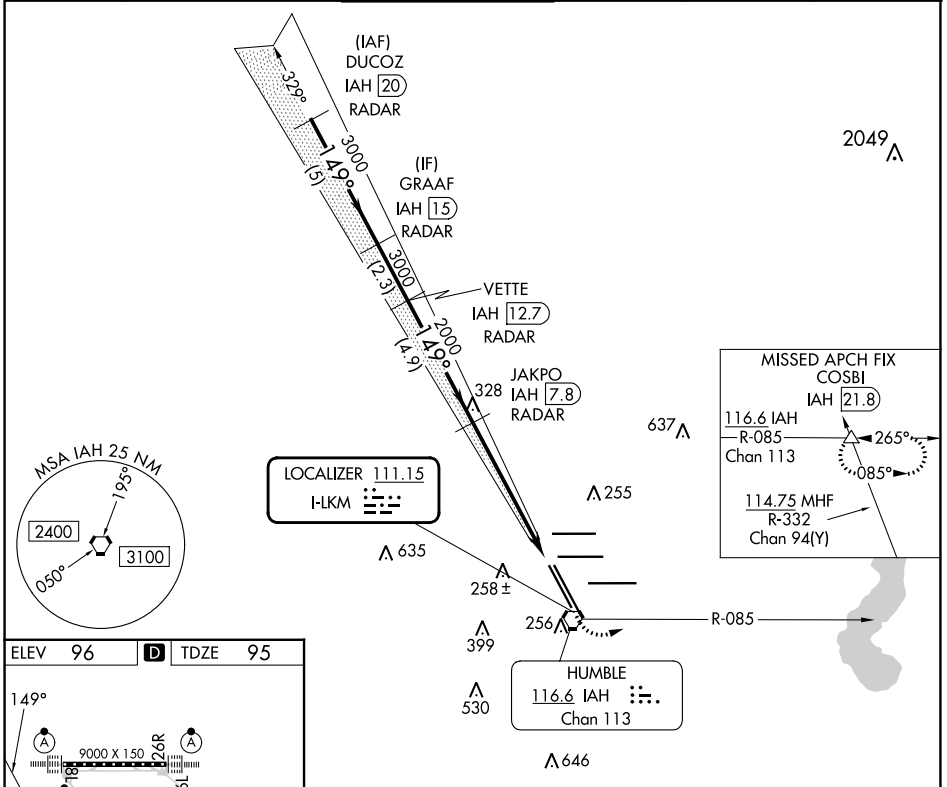 (IAF)
DUCOZ
IAH 20
RADAR
329°
3000
149°
(5)
(IF)
GRAAF
IAH 15
RADAR
2049
3000
(2.3)
VETTE
IAH 12.7
RADAR
2000
149°
(4.9)
JAKPO
IAH 7.8
RADAR
328
637
MISSED APCH FIX
COSBI
IAH 21.8
116.6 IAH
R-085
Chan 113
265°
085°
114.75 MHF
R-332
Chan 94(Y)
MSA IAH 25 NM
195°
2400
3100
050°
LOCALIZER 111.15
I-LKM
255
635
258 ±
256
399
R-085
HUMBLE
116.6 IAH
Chan 113
530
646
ELEV 96 D TDZE 95
149°
A
A
9000 X 150
26R